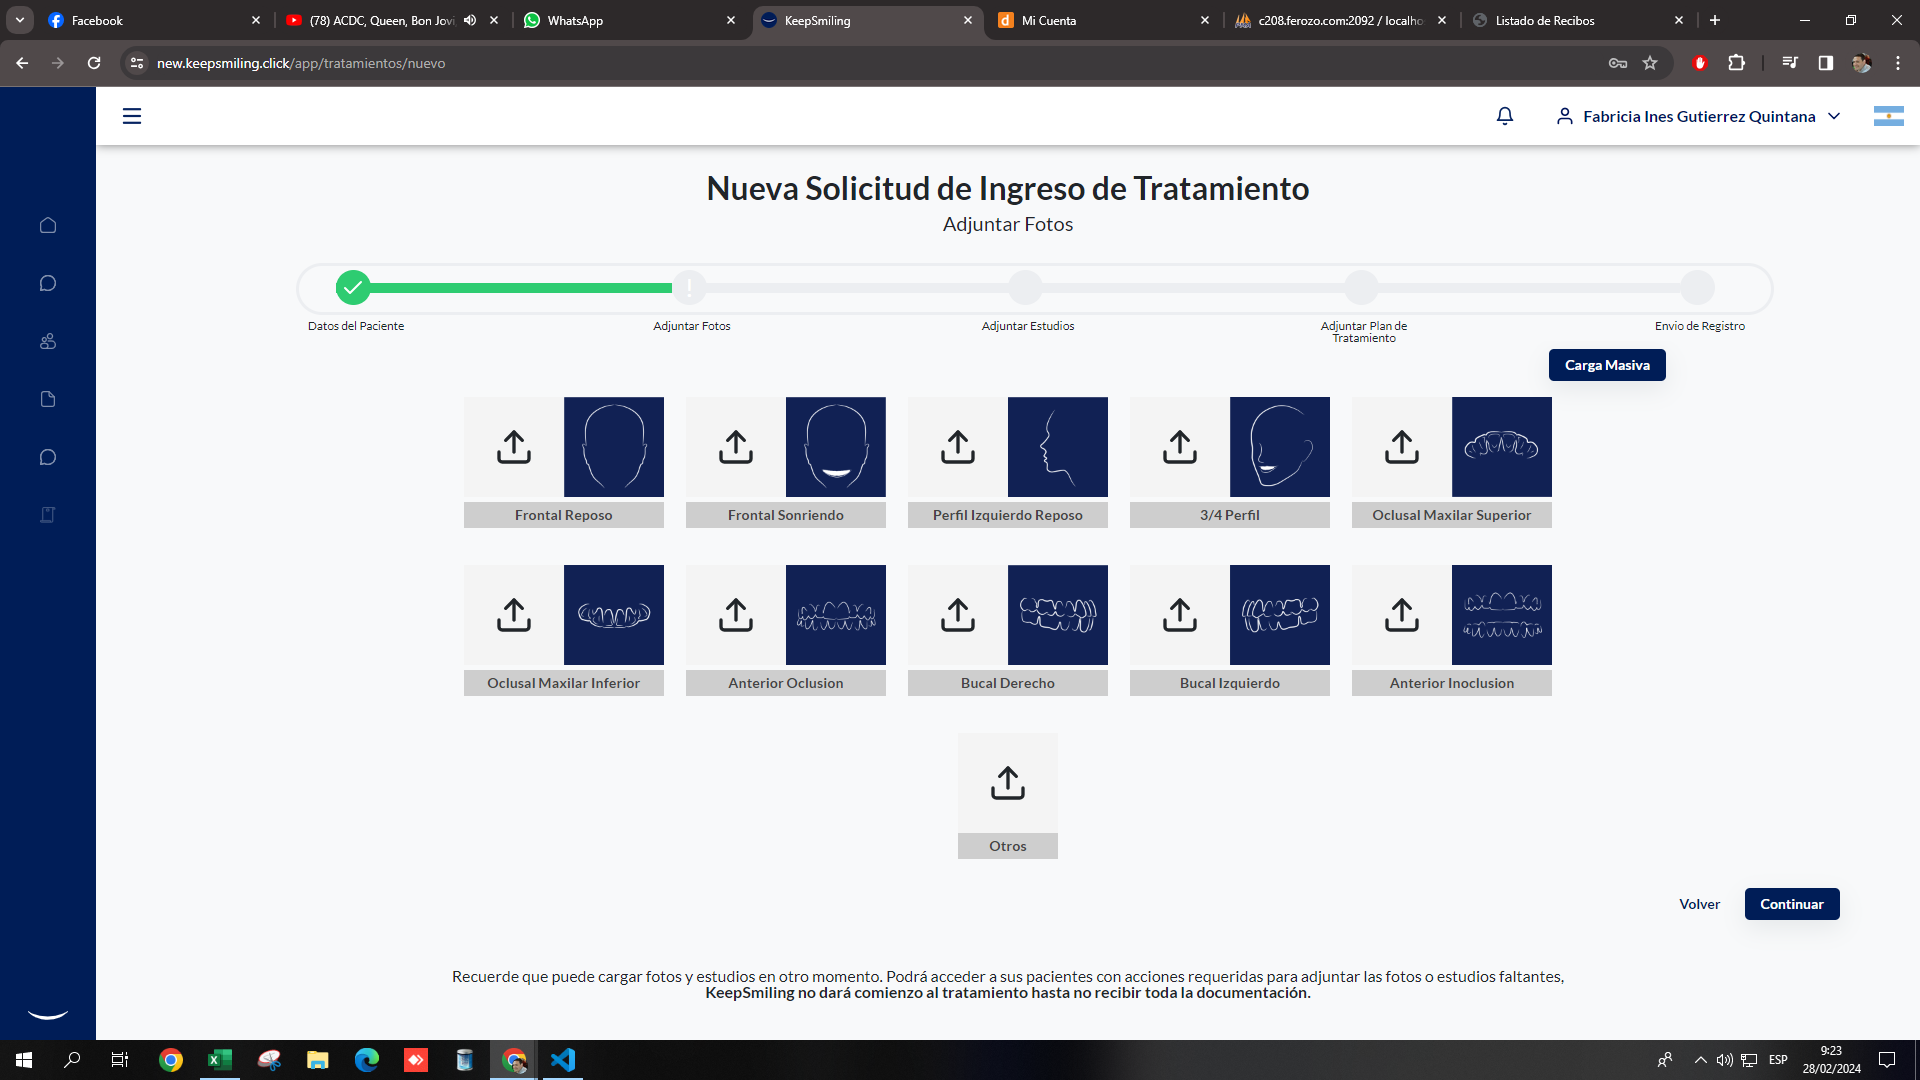 Facebook
(78) ACDC, Queen, Bon Jovi,
WhatsApp
KeepSmiling
Mi Cuenta
c208.ferozo.com:2092 / localho
Listado de Recibos
new.keepsmiling.click/app/tratamientos/nuevo
Fabricia Ines Gutierrez Quintana
Nueva Solicitud de Ingreso de Tratamiento
Adjuntar Fotos
Datos del Paciente
Adjuntar Fotos
Adjuntar Estudios
Adjuntar Plan de
Tratamiento
Envio de Registro
Carga Masiva
Frontal Reposo
Frontal Sonriendo
Perfil Izquierdo Reposo
3/4 Perfil
Oclusal Maxilar Superior
Oclusal Maxilar Inferior
Anterior Oclusion
Bucal Derecho
Bucal Izquierdo
Anterior Inoclusion
Otros
Volver
Continuar
Recuerde que puede cargar fotos y estudios en otro momento. Podrá acceder a sus pacientes con acciones requeridas para adjuntar las fotos o estudios faltantes,
KeepSmiling no dará comienzo al tratamiento hasta no recibir toda la documentación.
ESP
9:23
28/02/2024